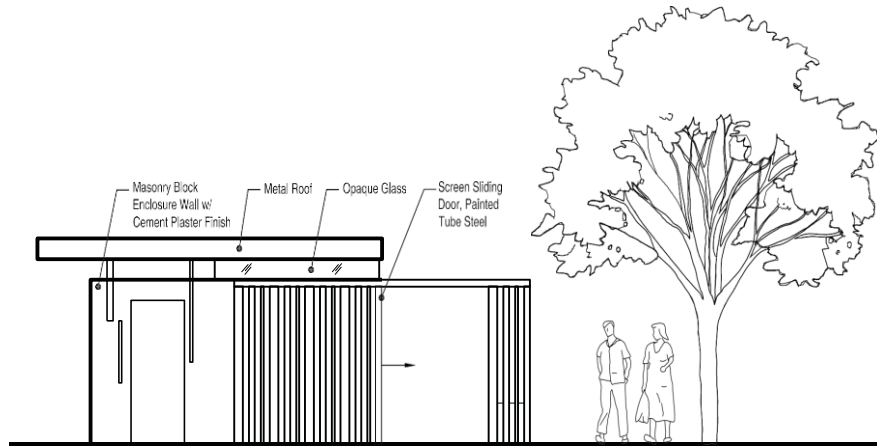 Masonry Block
Enclosure Wall w/
Cement Plaster Finish
Metal Roof
Opaque Glass
Screen Sliding
Door, Painted
Tube Steel